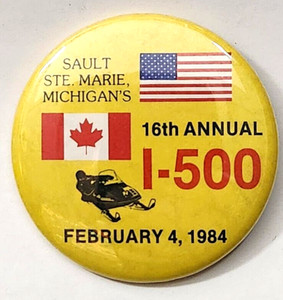 SAULT
STE. MARIE,
MICHIGAN'S
16th ANNUAL
I-500
FEBRUARY 4, 1984